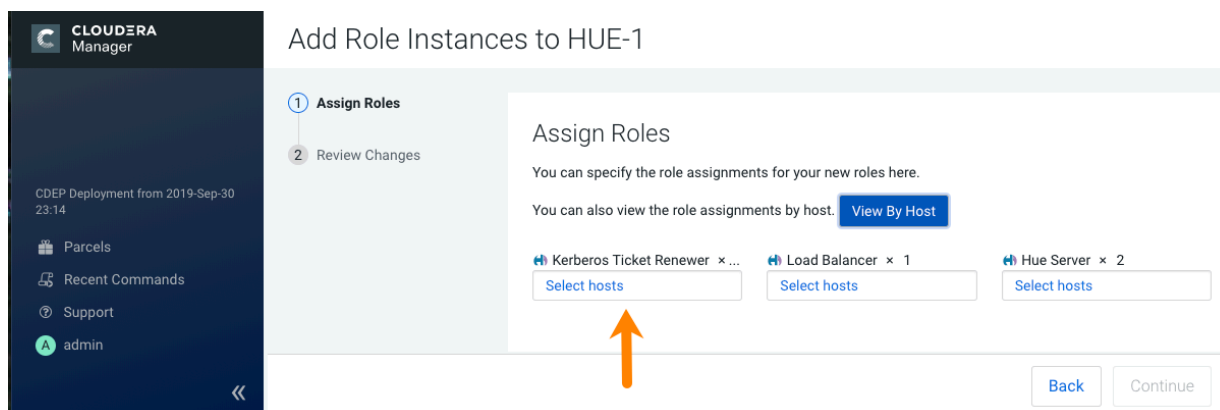 CLOUDERA
Manager
Add Role Instances to HUE-1
1 Assign Roles
2 Review Changes
CDEP Deployment from 2019-Sep-30
23:14
Parcels
Recent Commands
Support
A admin
Assign Roles
You can specify the role assignments for your new roles here.
You can also view the role assignments by host. View By Host
Kerberos Ticket Renewer × ... Load Balancer × 1 Hue Server × 2
Select hosts Select hosts Select hosts
Back Continue